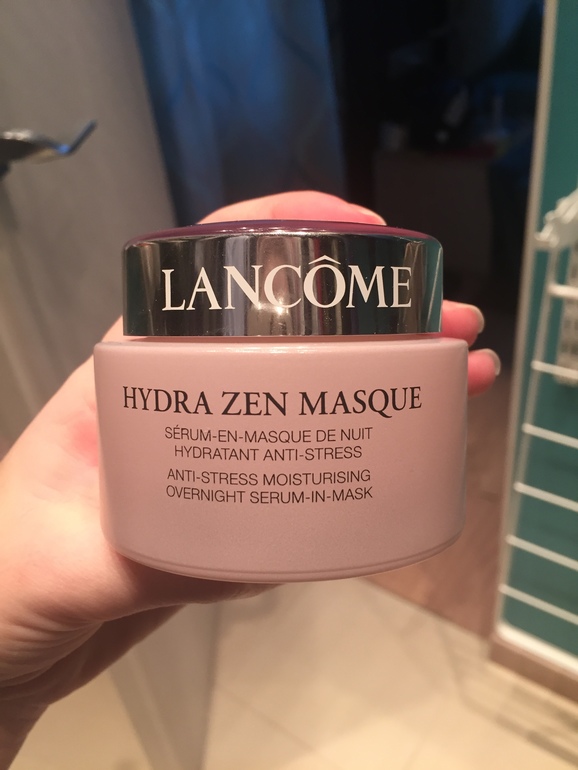 LANCÔME
HYDRA ZEN MASQUE
SÉRUM-EN-MASQUE DE NUIT
HYDRATANT ANTI-STRESS
ANTI-STRESS MOISTURISING
OVERNIGHT SERUM-IN-MASK